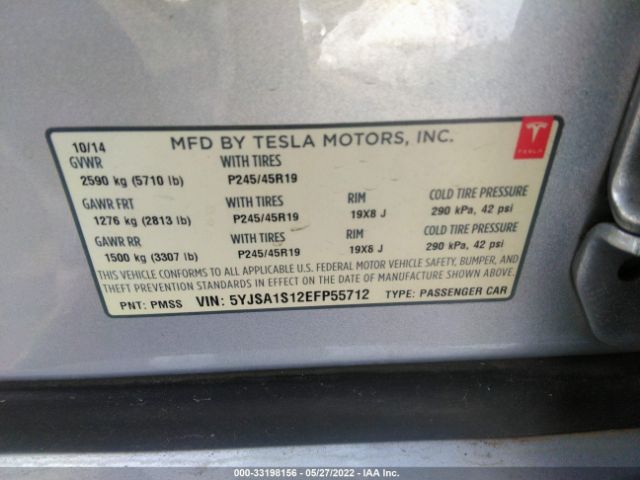 10/14 MFD BY TESLA MOTORS, INC.
TESLA
GVWR WITH TIRES
2590 kg (5710 lb) P245/45R19
GAWR FRT WITH TIRES RIM COLD TIRE PRESSURE
1276 kg (2813 lb) P245/45R19 19X8 J 290 kPa, 42 psi
GAWR RR WITH TIRES RIM COLD TIRE PRESSURE
1500 kg (3307 lb) P245/45R19 19X8 J 290 kPa, 42 psi
THIS VEHICLE CONFORMS TO ALL APPLICABLE U.S. FEDERAL MOTOR VEHICLE SAFETY, BUMPER, AND
THEFT PREVENTION STANDARDS IN EFFECT ON THE DATE OF MANUFACTURE SHOWN ABOVE.
PNT: PMSS VIN: 5YJSA1S12EFP55712 TYPE: PASSENGER CAR
000-33198156 - 05/27/2022 - IAA Inc.